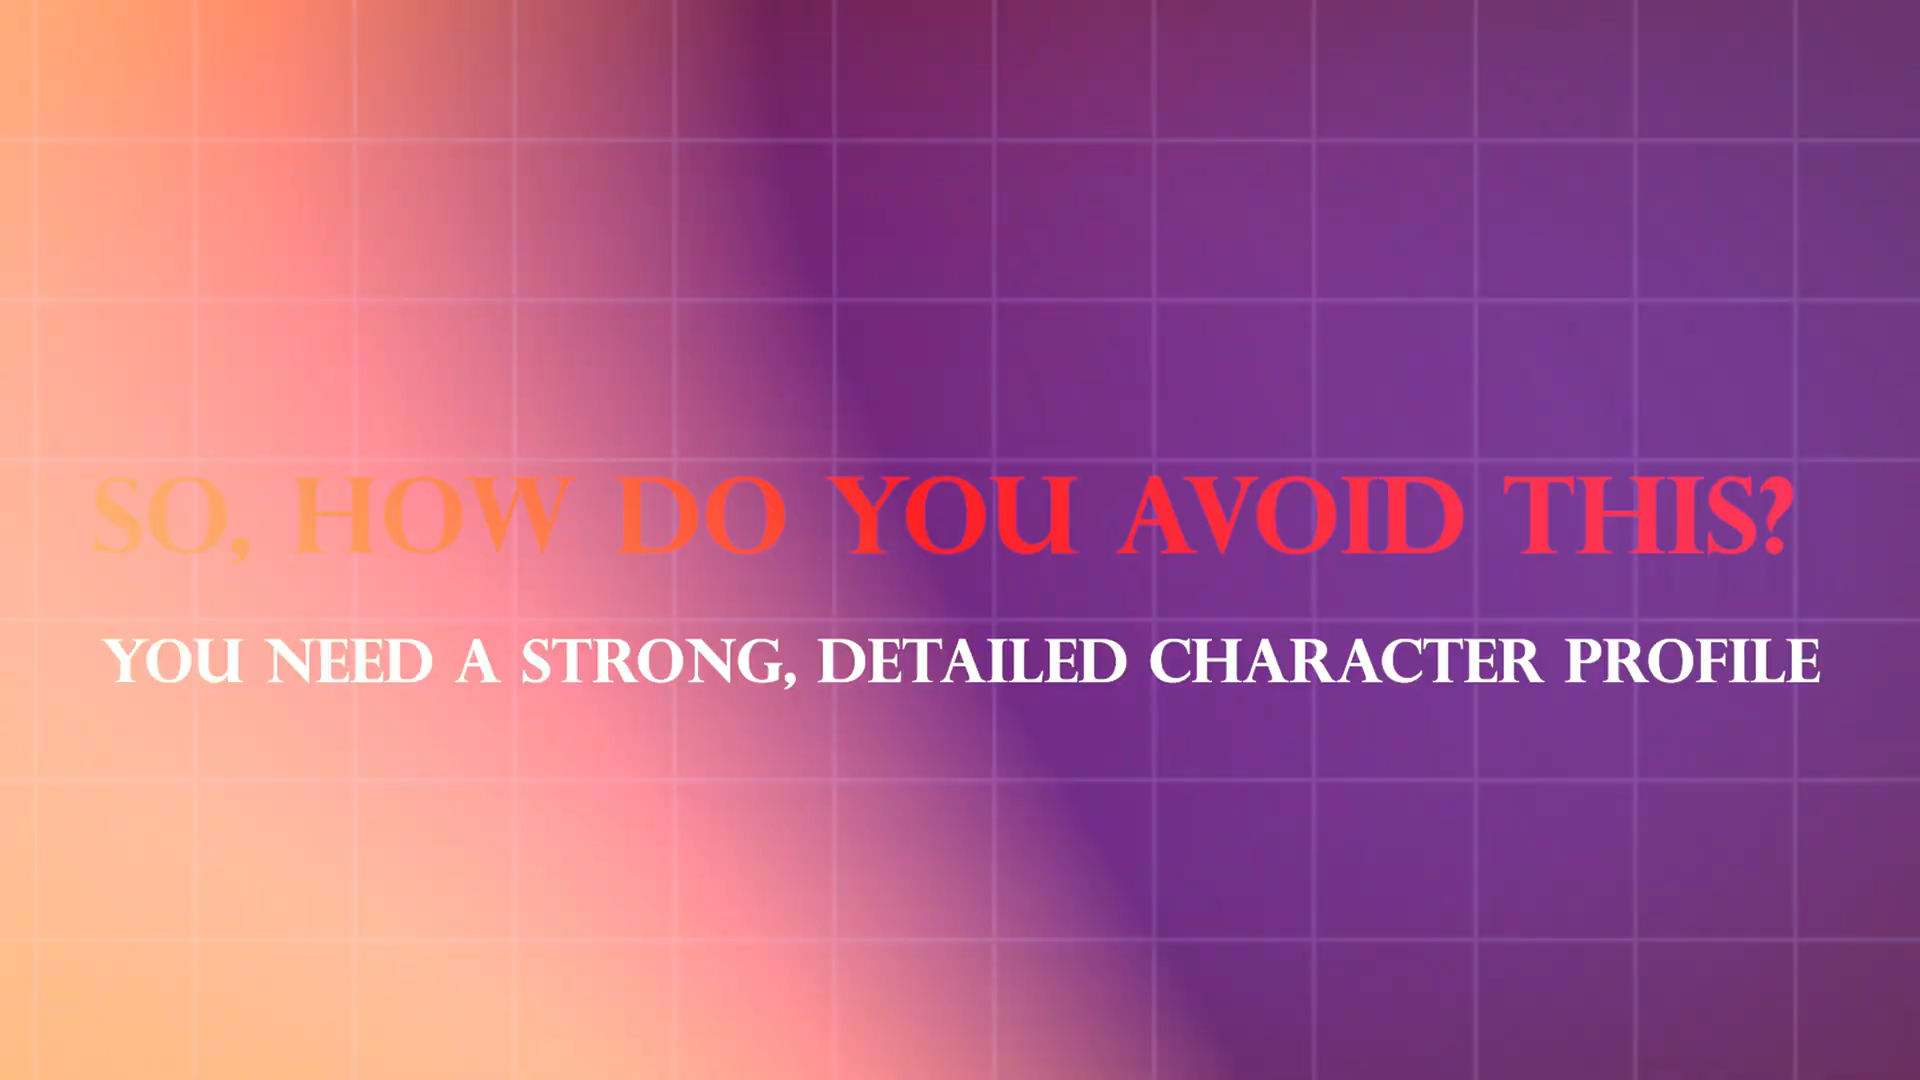 SO, HOW DO YOU AVOID THIS?
YOU NEED A STRONG, DETAILED CHARACTER PROFILE